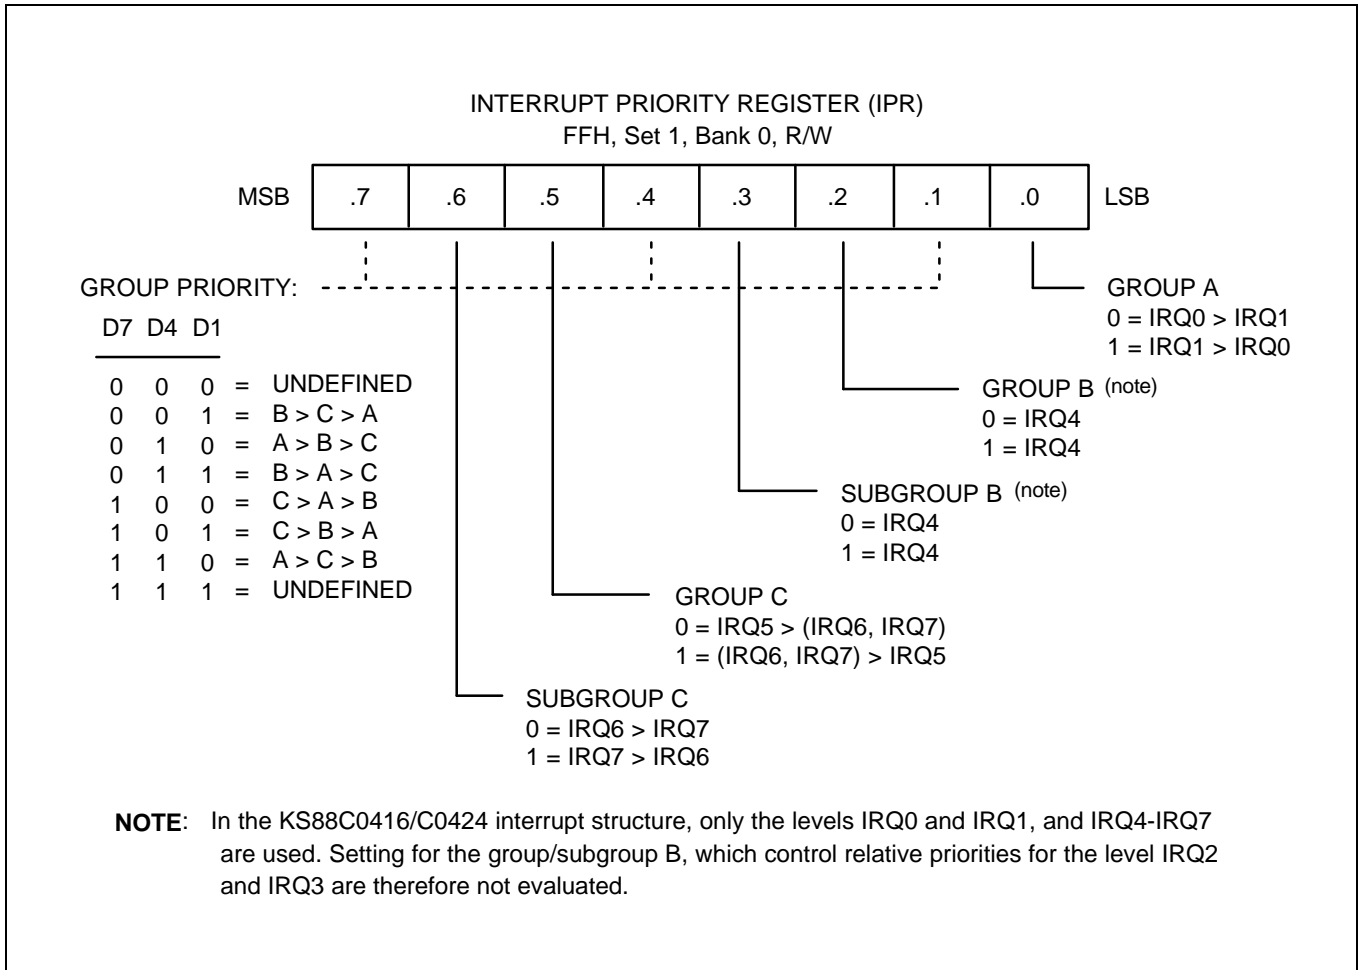 INTERRUPT PRIORITY REGISTER (IPR)
FFH, Set 1, Bank 0, R/W
MSB .7 .6 .5 .4 .3 .2 .1 .0 LSB
GROUP PRIORITY:
D7 D4 D1
0 0 0 = UNDEFINED
0 0 1 = B > C > A
0 1 0 = A > B > C
0 1 1 = B > A > C
1 0 0 = C > A > B
1 0 1 = C > B > A
1 1 0 = A > C > B
1 1 1 = UNDEFINED
GROUP A
0 = IRQ0 > IRQ1
1 = IRQ1 > IRQ0
GROUP B (note)
0 = IRQ4
1 = IRQ4
SUBGROUP B (note)
0 = IRQ4
1 = IRQ4
GROUP C
0 = IRQ5 > (IRQ6, IRQ7)
1 = (IRQ6, IRQ7) > IRQ5
SUBGROUP C
0 = IRQ6 > IRQ7
1 = IRQ7 > IRQ6
NOTE: In the KS88C0416/C0424 interrupt structure, only the levels IRQ0 and IRQ1, and IRQ4-IRQ7
are used. Setting for the group/subgroup B, which control relative priorities for the level IRQ2
and IRQ3 are therefore not evaluated.